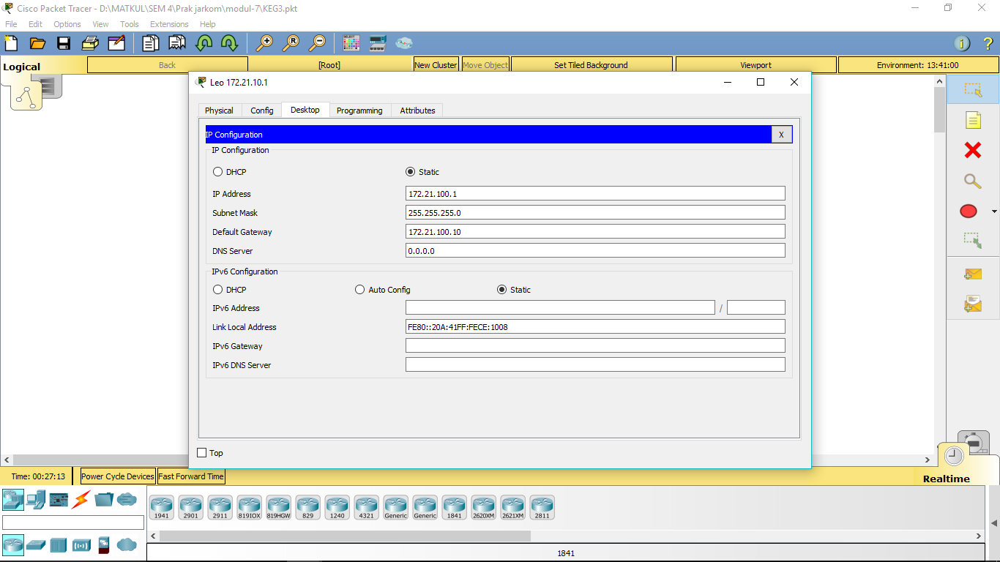 Cisco Packet Tracer - D:\MATKUL\SEM 4\Prak jarkom\modul-7\KEG3.pkt
File Edit Options View Tools Extensions Help
SELECT
R
i ?
Logical Back [Root] New Cluster Move Object Set Tiled Background Viewport Environment: 13:41:00
Leo 172.21.10.1
Physical Config Desktop Programming Attributes
IP Configuration X
IP Configuration
DHCP Static
IP Address 172.21.100.1
Subnet Mask 255.255.255.0
Default Gateway 172.21.100.10
DNS Server 0.0.0.0
IPv6 Configuration
DHCP Auto Config Static
IPv6 Address /
Link Local Address FE80::20A:41FF:FECE:1008
IPv6 Gateway
IPv6 DNS Server
Top
Time: 00:27:13 Power Cycle Devices Fast Forward Time Realtime
1941 2901 2911 819IOX 819HGW 829 1240 4321 Generic Generic 1841 2620XM 2621XM 2811
1841